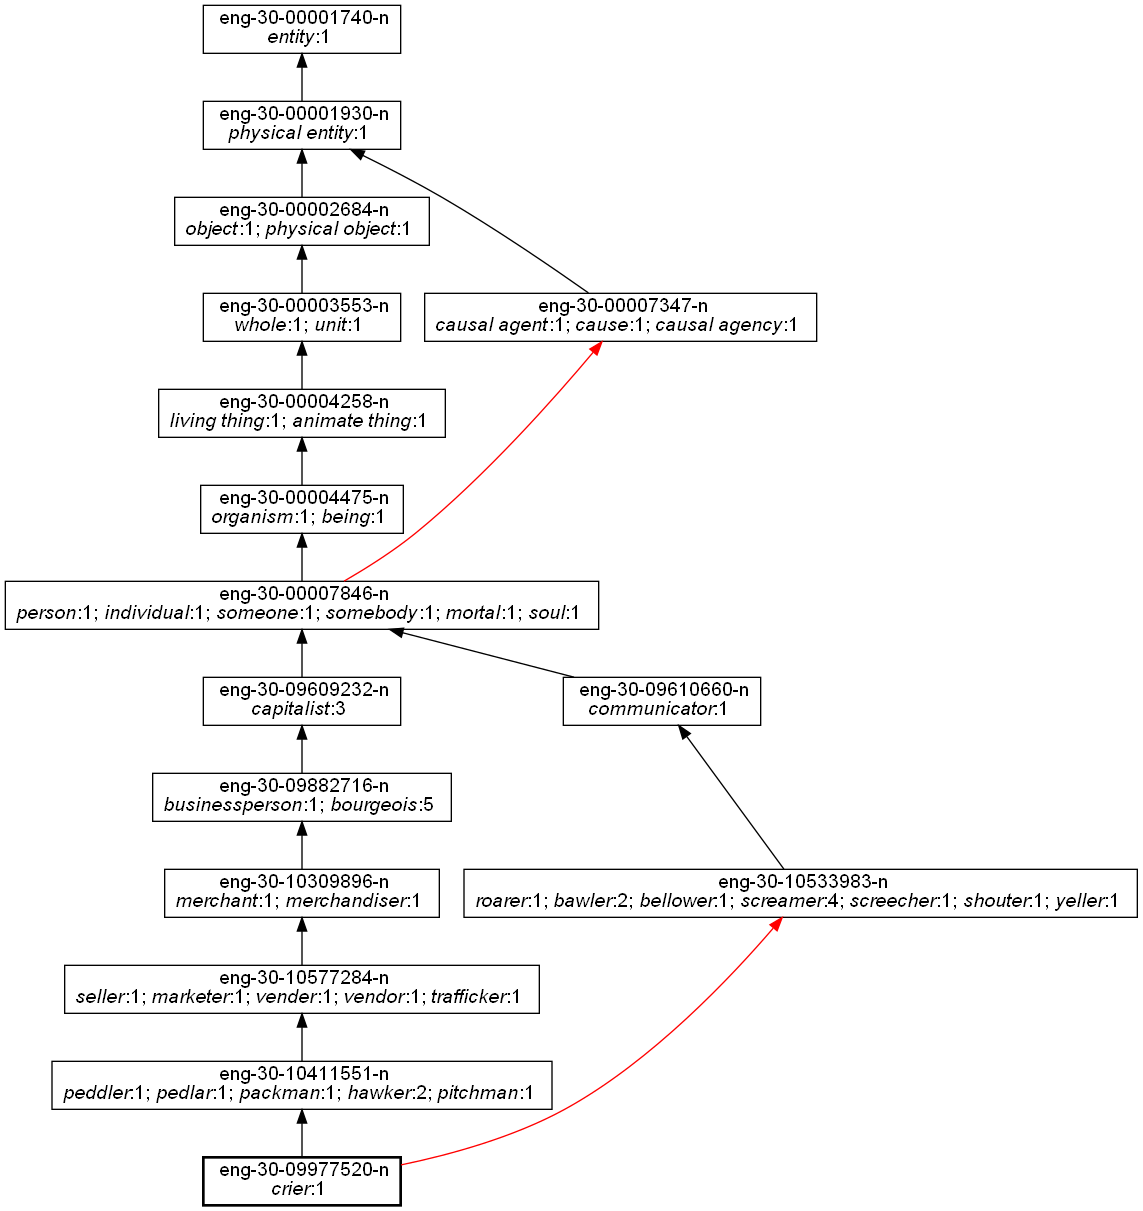 eng-30-00001740-n
entity:1
eng-30-00001930-n
physical entity:1
eng-30-00002684-n
object:1; physical object:1
eng-30-00003553-n
whole:1; unit:1
eng-30-00007347-n
causal agent:1; cause:1; causal agency:1
eng-30-00004258-n
living thing:1; animate thing:1
eng-30-00004475-n
organism:1; being:1
eng-30-00007846-n
person:1; individual:1; someone:1; somebody:1; mortal:1; soul:1
eng-30-09609232-n
capitalist:3
eng-30-09610660-n
communicator:1
eng-30-09882716-n
businessperson:1; bourgeois:5
eng-30-10309896-n
merchant:1; merchandiser:1
eng-30-10533983-n
roarer:1; bawler:2; bellower:1; screamer:4; screecher:1; shouter:1; yeller:1
eng-30-10577284-n
seller:1; marketer:1; vender:1; vendor:1; trafficker:1
eng-30-10411551-n
peddler:1; pedlar:1; packman:1; hawker:2; pitchman:1
eng-30-09977520-n
crier:1